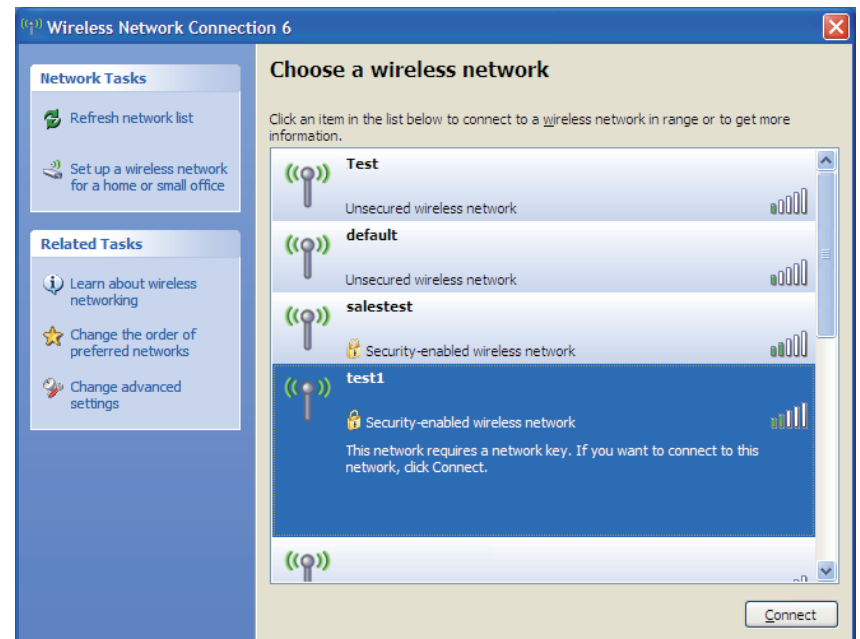 Wireless Network Connection 6
Network Tasks
Refresh network list
Set up a wireless network
for a home or small office
Related Tasks
Learn about wireless
networking
Change the order of
preferred networks
Change advanced
settings
Choose a wireless network
Click an item in the list below to connect to a wireless network in range or to get more
information.
Test
Unsecured wireless network
default
Unsecured wireless network
salestest
Security-enabled wireless network
test1
Security-enabled wireless network
This network requires a network key. If you want to connect to this
network, click Connect.
Connect